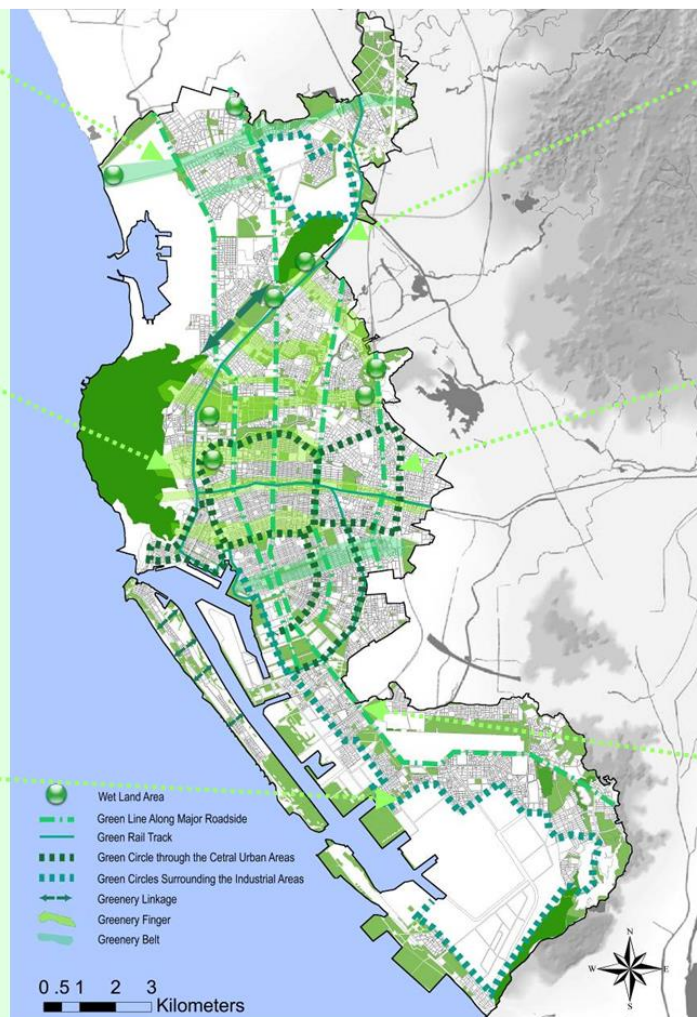 Wet Land Area
Green Line Along Major Roadside
Green Rail Track
Green Circle through the Cetral Urban Areas
Green Circles Surrounding the Industrial Areas
Greenery Linkage
Greenery Finger
Greenery Belt
0 .5 1 2 3
Kilometers
N
W E
S